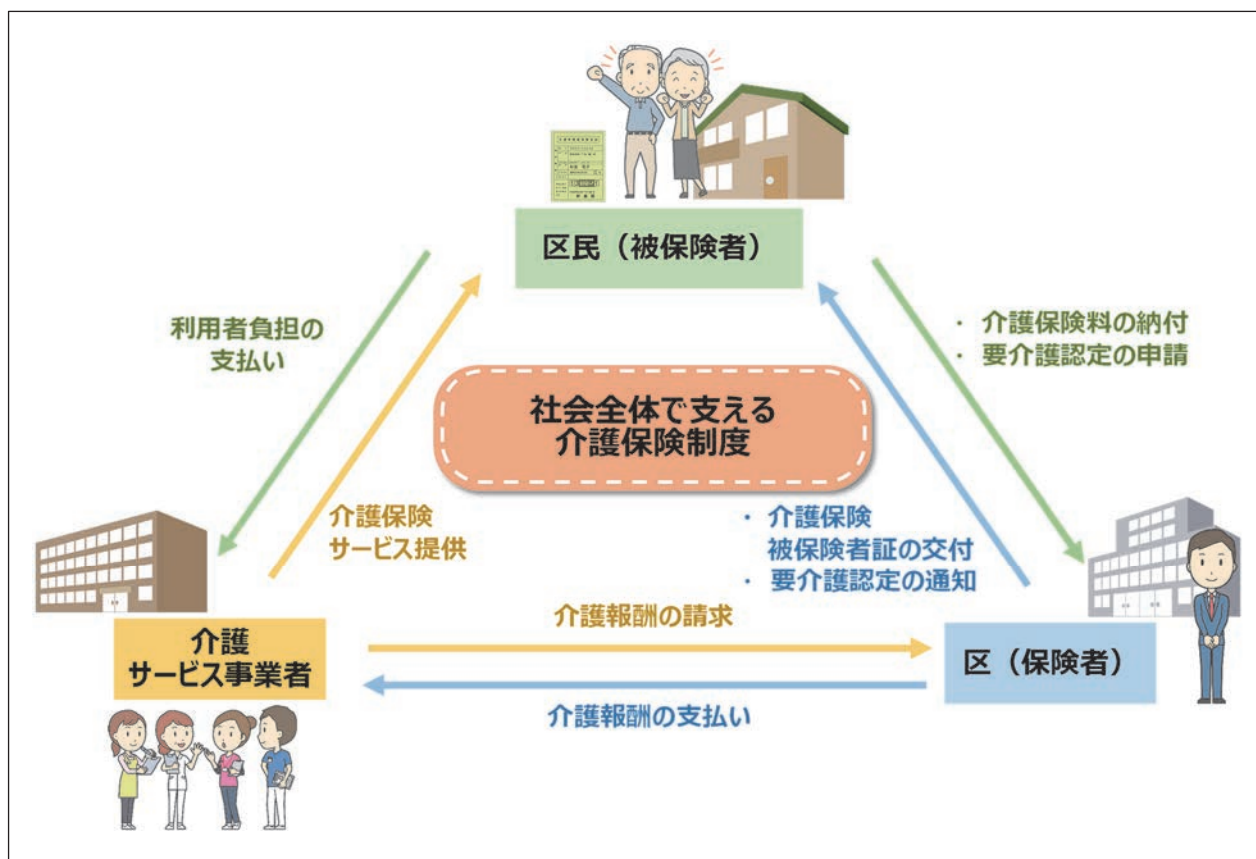 区民（被保険者）
利用者負担の
支払い
・ 介護保険料の納付
・ 要介護認定の申請
社会全体で支える
介護保険制度
介護保険
サービス提供
・ 介護保険
被保険者証の交付
・ 要介護認定の通知
介護報酬の請求
介護
サービス事業者
区（保険者）
介護報酬の支払い